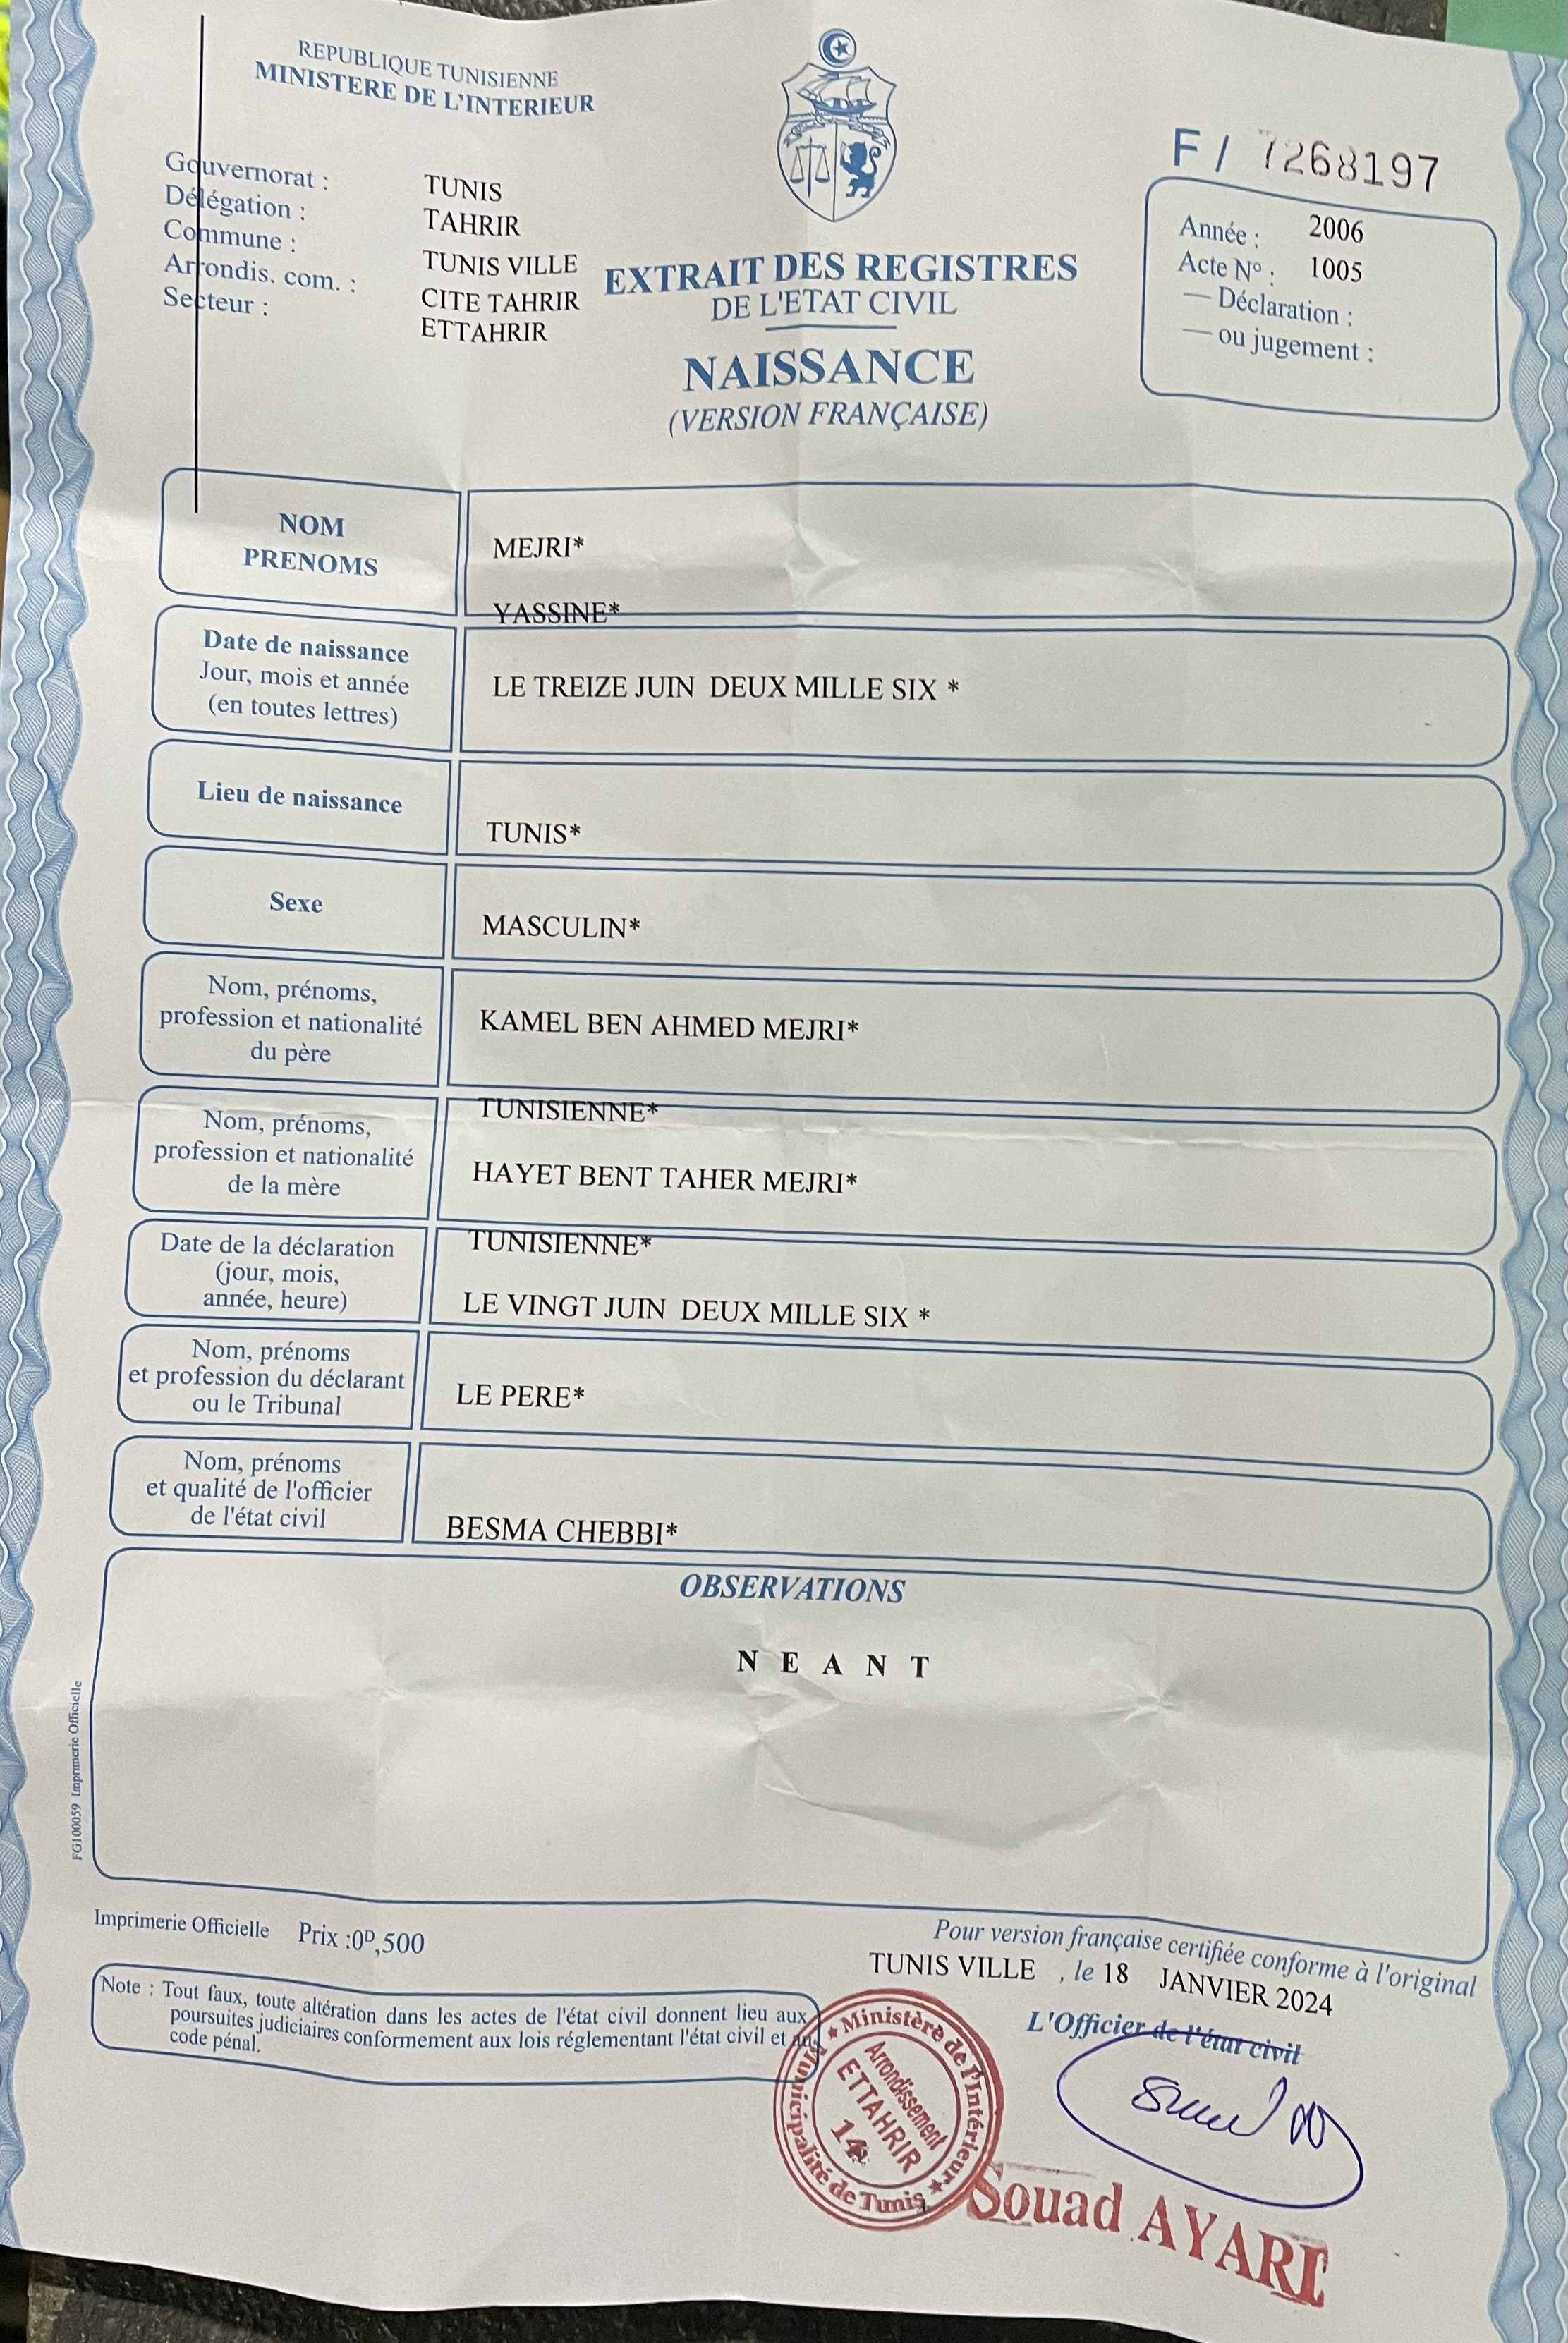 REPUBLIQUE TUNISIENNE
MINISTERE DE L'INTERIEUR
Gouvernorat : TUNIS
Délégation : TAHRIR
Commune : TUNIS VILLE
Arrondis. com. : CITE TAHRIR
Secteur : ETTAHRIR
EXTRAIT DES REGISTRES
DE L'ETAT CIVIL
NAISSANCE
(VERSION FRANÇAISE)
F / 7268197
Année : 2006
Acte Nº : 1005
— Déclaration :
— ou jugement :
NOM
PRENOMS
MEJRI*
YASSINE*
Date de naissance
Jour, mois et année
(en toutes lettres)
LE TREIZE JUIN DEUX MILLE SIX *
Lieu de naissance
TUNIS*
Sexe
MASCULIN*
Nom, prénoms,
profession et nationalité
du père
KAMEL BEN AHMED MEJRI*
TUNISIENNE*
Nom, prénoms,
profession et nationalité
de la mère
HAYET BENT TAHER MEJRI*
TUNISIENNE*
Date de la déclaration
(jour, mois,
année, heure)
LE VINGT JUIN DEUX MILLE SIX *
Nom, prénoms
et profession du déclarant
ou le Tribunal
LE PERE*
Nom, prénoms
et qualité de l'officier
de l'état civil
BESMA CHEBBI*
OBSERVATIONS
N E A N T
FG100059 Imprimerie Officielle
Imprimerie Officielle Prix :0ᴰ,500
Note : Tout faux, toute altération dans les actes de l'état civil donnent lieu aux
poursuites judiciaires conformement aux lois réglementant l'état civil et au
code pénal.
Pour version française certifiée conforme à l'original
TUNIS VILLE , le 18 JANVIER 2024
L'Officier de l'état civil
Ministère de l'Intérieur
Municipalité de Tunis
Arrondissement
ETTAHRIR
14
Souad AYARI